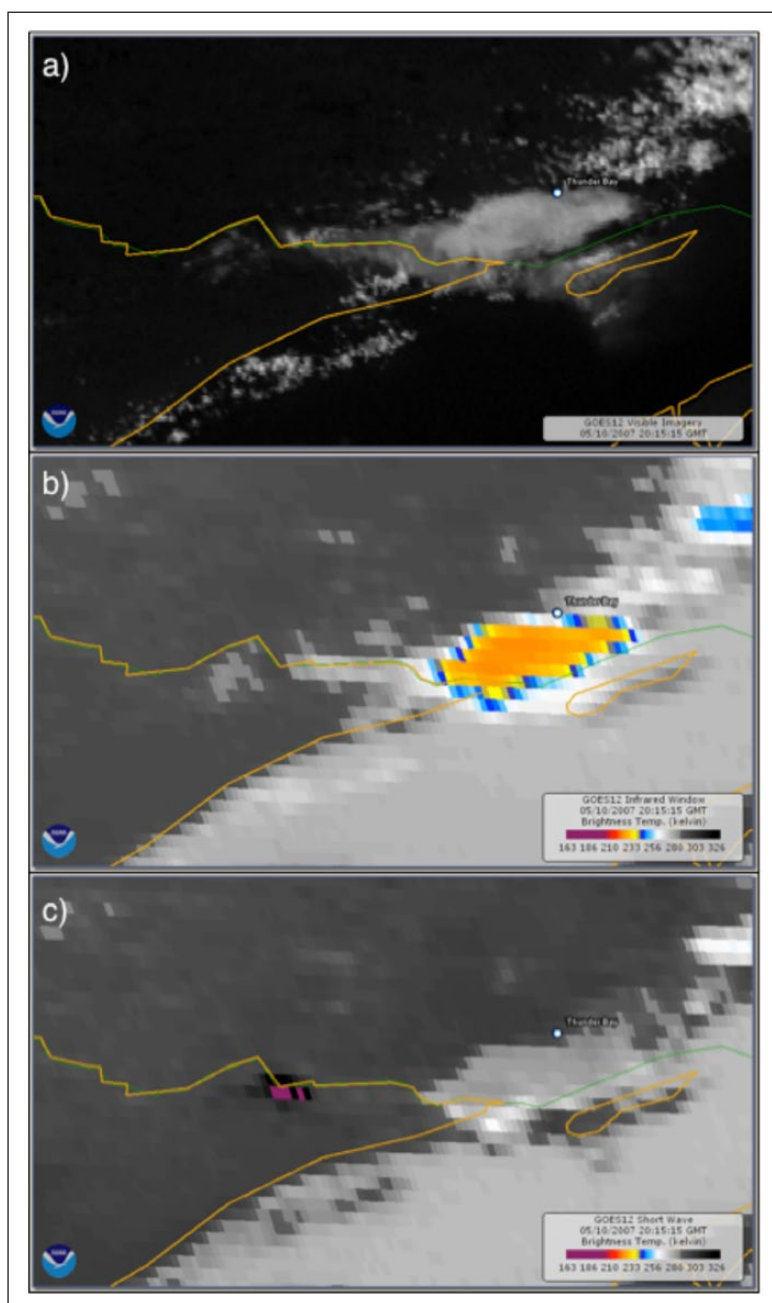 a)
Thunder Bay
GOES12 Visible Imagery
05/10/2007 20:15:15 GMT
b)
Thunder Bay
GOES12 Infrared Window
05/10/2007 20:15:15 GMT
Brightness Temp. (kelvin)
163 186 210 233 256 280 303 326
c)
Thunder Bay
GOES12 Short Wave
05/10/2007 20:15:15 GMT
Brightness Temp. (kelvin)
163 186 210 233 256 280 303 326